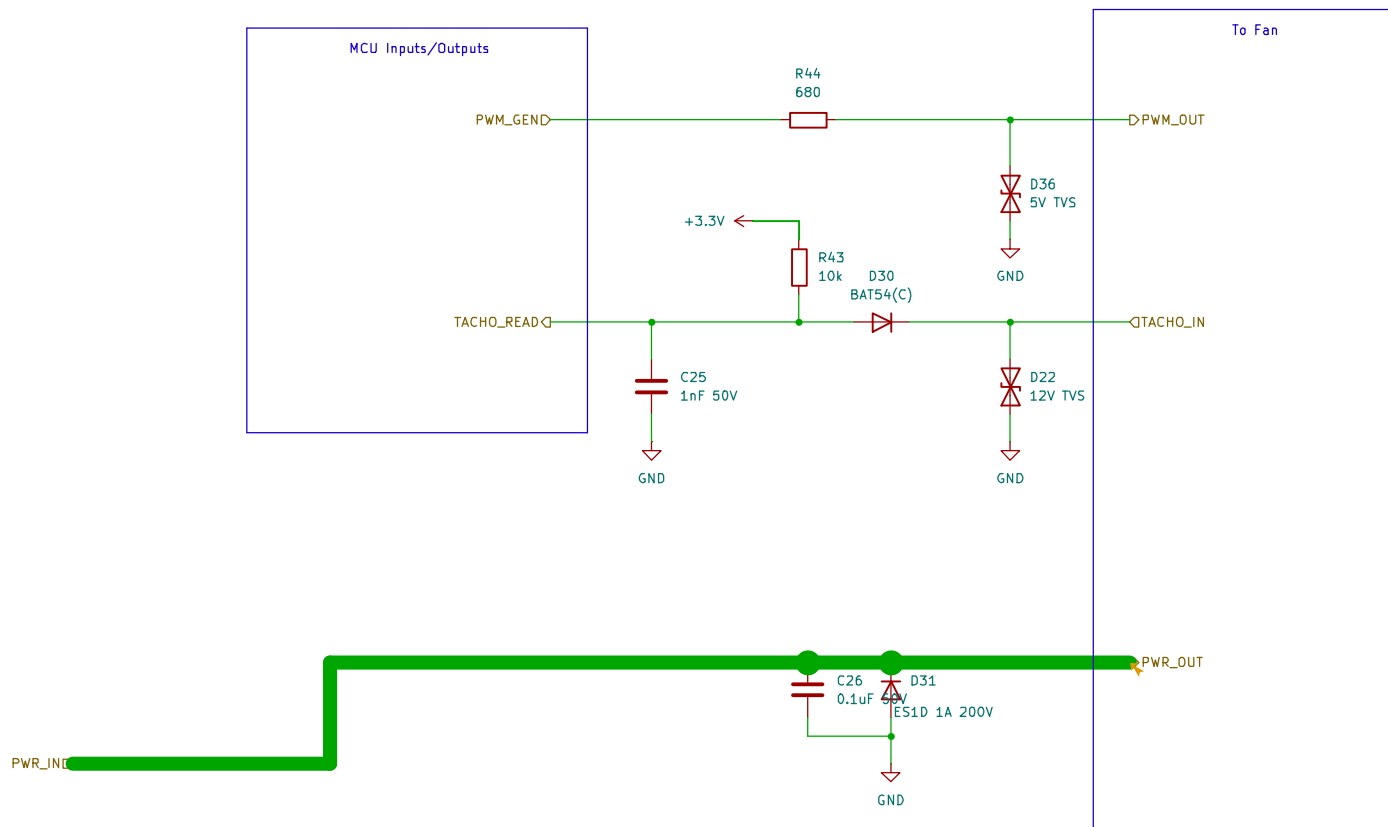 To Fan
MCU Inputs/Outputs
R44
680
PWM_GEN
PWM_OUT
D36
5V TVS
+3.3V
R43
10k
D30
BAT54(C)
GND
TACHO_READ
TACHO_IN
C25
1nF 50V
D22
12V TVS
GND
GND
PWR_OUT
C26
0.1uF 50V
D31
ES1D 1A 200V
PWR_IN
GND